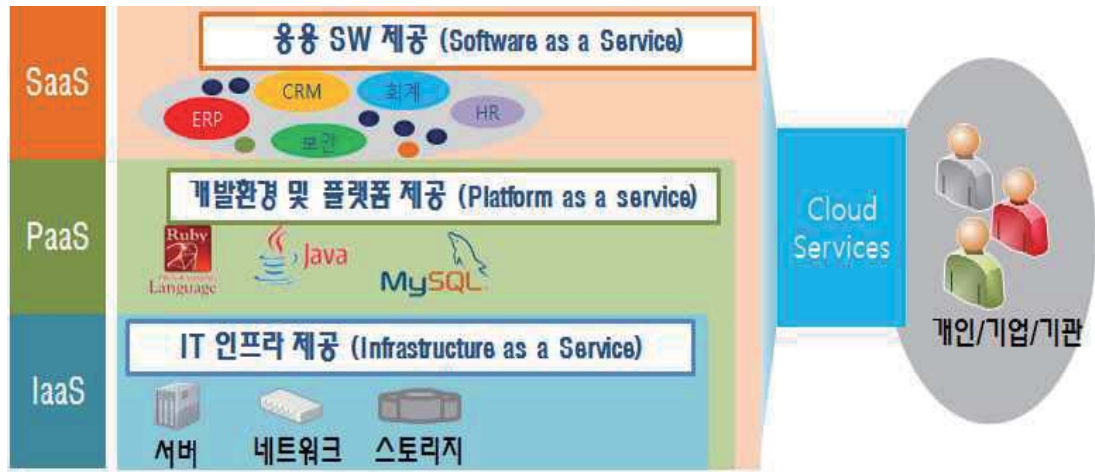 SaaS
응용 SW 제공 (Software as a Service)
CRM
회계
ERP
HR
보안
PaaS
개발환경 및 플랫폼 제공 (Platform as a service)
Ruby
Language
Java
MySQL
IaaS
IT 인프라 제공 (Infrastructure as a Service)
서버
네트워크
스토리지
Cloud
Services
개인/기업/기관